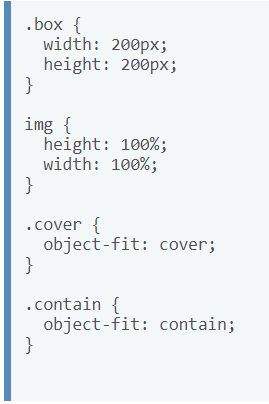 .box {
  width: 200px;
  height: 200px;
}

img {
  height: 100%;
  width: 100%;
}

.cover {
  object-fit: cover;
}

.contain {
  object-fit: contain;
}